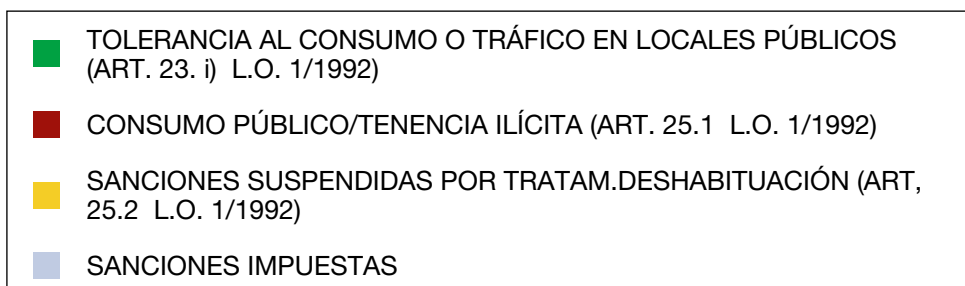 TOLERANCIA AL CONSUMO O TRÁFICO EN LOCALES PÚBLICOS
(ART. 23. i) L.O. 1/1992)
CONSUMO PÚBLICO/TENENCIA ILÍCITA (ART. 25.1 L.O. 1/1992)
SANCIONES SUSPENDIDAS POR TRATAM.DESHABITUACIÓN (ART,
25.2 L.O. 1/1992)
SANCIONES IMPUESTAS